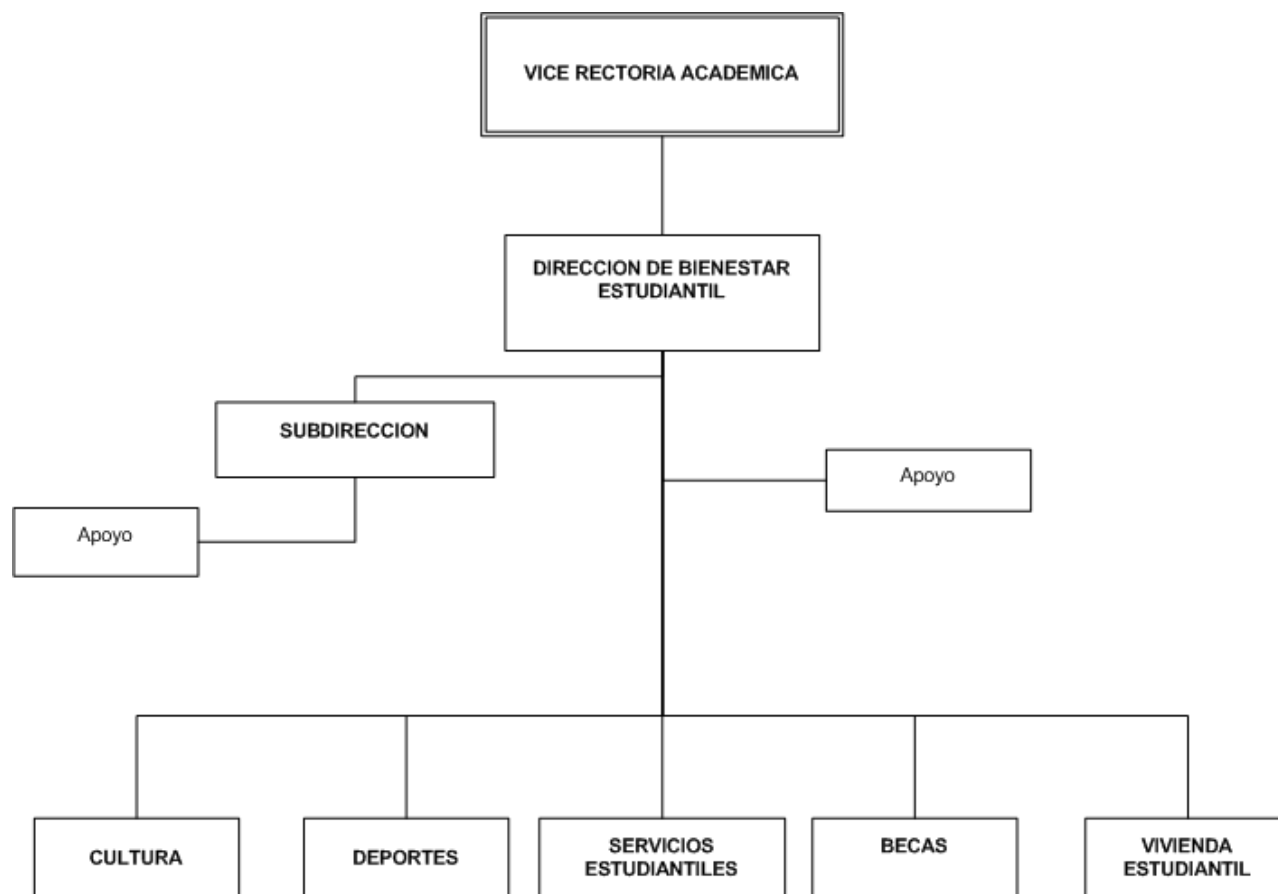 VICE RECTORIA ACADEMICA
DIRECCION DE BIENESTAR
ESTUDIANTIL
SUBDIRECCION
Apoyo
Apoyo
CULTURA
DEPORTES
SERVICIOS
ESTUDIANTILES
BECAS
VIVIENDA
ESTUDIANTIL